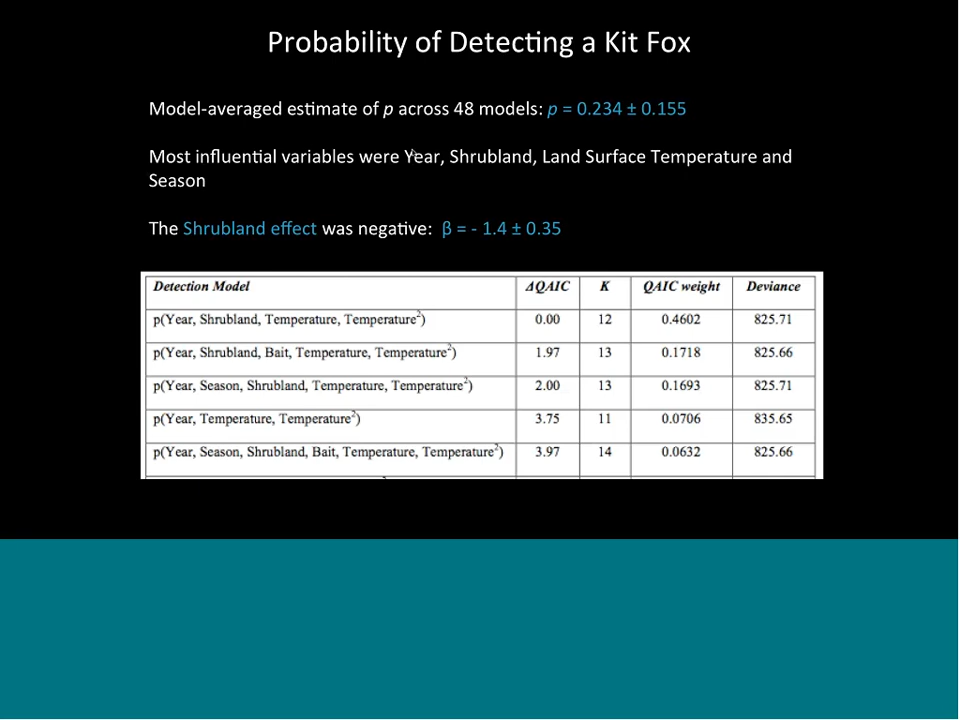 Probability of Detecting a Kit Fox
Model-averaged estimate of p across 48 models: p = 0.234 ± 0.155
Most influential variables were Year, Shrubland, Land Surface Temperature and
Season
The Shrubland effect was negative: β = - 1.4 ± 0.35
Detection Model ΔQAIC K QAIC weight Deviance
p(Year, Shrubland, Temperature, Temperature²) 0.00 12 0.4602 825.71
p(Year, Shrubland, Bait, Temperature, Temperature²) 1.97 13 0.1718 825.66
p(Year, Season, Shrubland, Temperature, Temperature²) 2.00 13 0.1693 825.71
p(Year, Temperature, Temperature²) 3.75 11 0.0706 835.65
p(Year, Season, Shrubland, Bait, Temperature, Temperature²) 3.97 14 0.0632 825.66